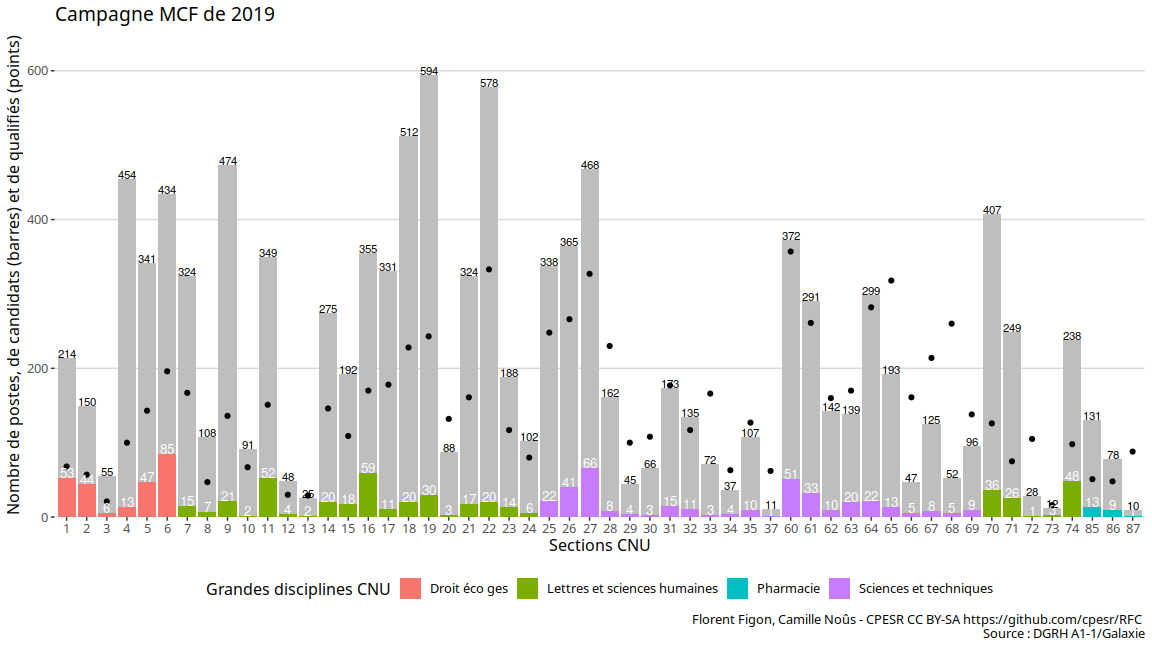 Campagne MCF de 2019
Nombre de postes, de candidats (barres) et de qualifiés (points)
600
400
200
0
214 150 55 454 341 434 324 108 474 91 349 48 25 275 192 355 331 512 594 88 324 578 188 102 338 365 468 162 45 66 173 135 72 37 107 11 372 291 142 139 299 193 47 125 52 96 407 249 28 12 238 131 78 10
53 44 6 13 47 85 15 7 21 2 52 4 2 20 18 59 11 20 30 3 17 20 14 6 22 41 66 8 4 3 15 11 3 4 10 51 33 10 20 22 13 5 8 5 9 36 26 1 3 48 13 9
1 2 3 4 5 6 7 8 9 10 11 12 13 14 15 16 17 18 19 20 21 22 23 24 25 26 27 28 29 30 31 32 33 34 35 37 60 61 62 63 64 65 66 67 68 69 70 71 72 73 74 85 86 87
Sections CNU
Grandes disciplines CNU Droit éco ges Lettres et sciences humaines Pharmacie Sciences et techniques
Florent Figon, Camille Noûs - CPESR CC BY-SA https://github.com/cpesr/RFC
Source : DGRH A1-1/Galaxie